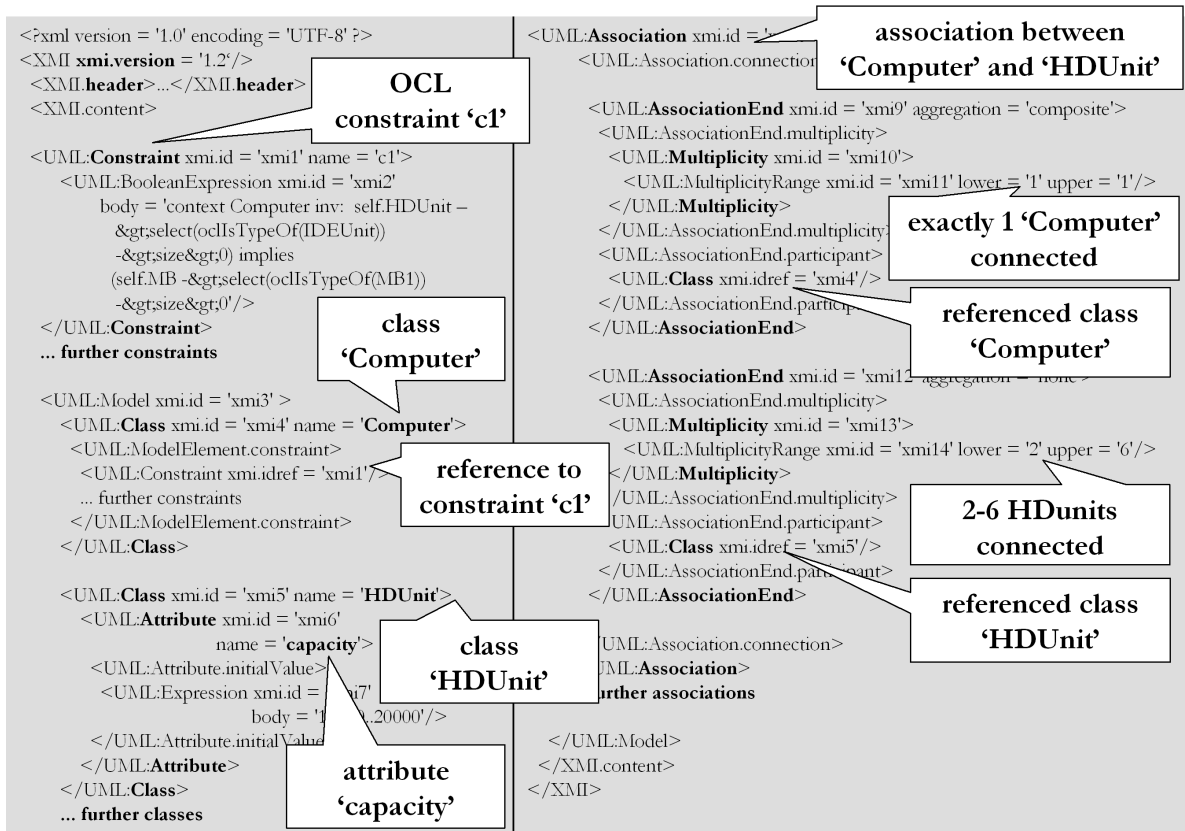 <?xml version = '1.0' encoding = 'UTF-8' ?>
<XMI xmi.version = '1.2'/>
<XMI.header>...</XMI.header>
<XMI.content>
OCL
constraint ‘c1’
<UML:Constraint xmi.id = 'xmi1' name = 'c1'>
<UML:BooleanExpression xmi.id = 'xmi2'
body = 'context Computer inv: self.HDUnit –
&gt;select(oclIsTypeOf(IDEUnit))
-&gt;size&gt;0) implies
(self.MB -&gt;select(oclIsTypeOf(MB1))
-&gt;size&gt;0'/>
</UML:Constraint>
... further constraints
class
‘Computer’
<UML:Model xmi.id = 'xmi3' >
<UML:Class xmi.id = 'xmi4' name = 'Computer'>
<UML:ModelElement.constraint>
<UML:Constraint xmi.idref = 'xmi1'/>
... further constraints
</UML:ModelElement.constraint>
</UML:Class>
reference to
constraint ‘c1’
<UML:Class xmi.id = 'xmi5' name = 'HDUnit'>
<UML:Attribute xmi.id = 'xmi6'
name = 'capacity'>
<UML:Attribute.initialValue>
<UML:Expression xmi.id =
body = '1 ..20000'/>
</UML:Attribute.initialValue
</UML:Attribute>
</UML:Class>
... further classes
class
‘HDUnit’
attribute
‘capacity’
<UML:Association xmi.id =
<UML:Association.connection
association between
‘Computer’ and ‘HDUnit’
<UML:AssociationEnd xmi.id = 'xmi9' aggregation = 'composite'>
<UML:AssociationEnd.multiplicity>
<UML:Multiplicity xmi.id = 'xmi10'>
<UML:MultiplicityRange xmi.id = 'xmi11' lower = '1' upper = '1'/>
</UML:Multiplicity>
</UML:AssociationEnd.multiplicity>
<UML:AssociationEnd.participant>
<UML:Class xmi.idref = 'xmi4'/>
</UML:AssociationEnd.participant
</UML:AssociationEnd>
exactly 1 ‘Computer’
connected
referenced class
‘Computer’
<UML:AssociationEnd xmi.id = 'xmi12' aggregation = 'none'>
<UML:AssociationEnd.multiplicity>
<UML:Multiplicity xmi.id = 'xmi13'>
<UML:MultiplicityRange xmi.id = 'xmi14' lower = '2' upper = '6'/>
</UML:Multiplicity>
/UML:AssociationEnd.multiplicity>
UML:AssociationEnd.participant>
<UML:Class xmi.idref = 'xmi5'/>
</UML:AssociationEnd.participant>
</UML:AssociationEnd>
2-6 HDunits
connected
referenced class
‘HDUnit’
/UML:Association.connection>
UML:Association>
further associations
</UML:Model>
</XMI.content>
</XMI>